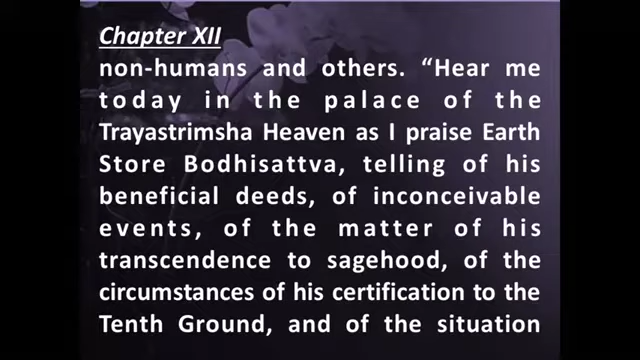 Chapter XII
non-humans and others. “Hear me
today in the palace of the
Trayastrimsha Heaven as I praise Earth
Store Bodhisattva, telling of his
beneficial deeds, of inconceivable
events, of the matter of his
transcendence to sagehood, of the
circumstances of his certification to the
Tenth Ground, and of the situation